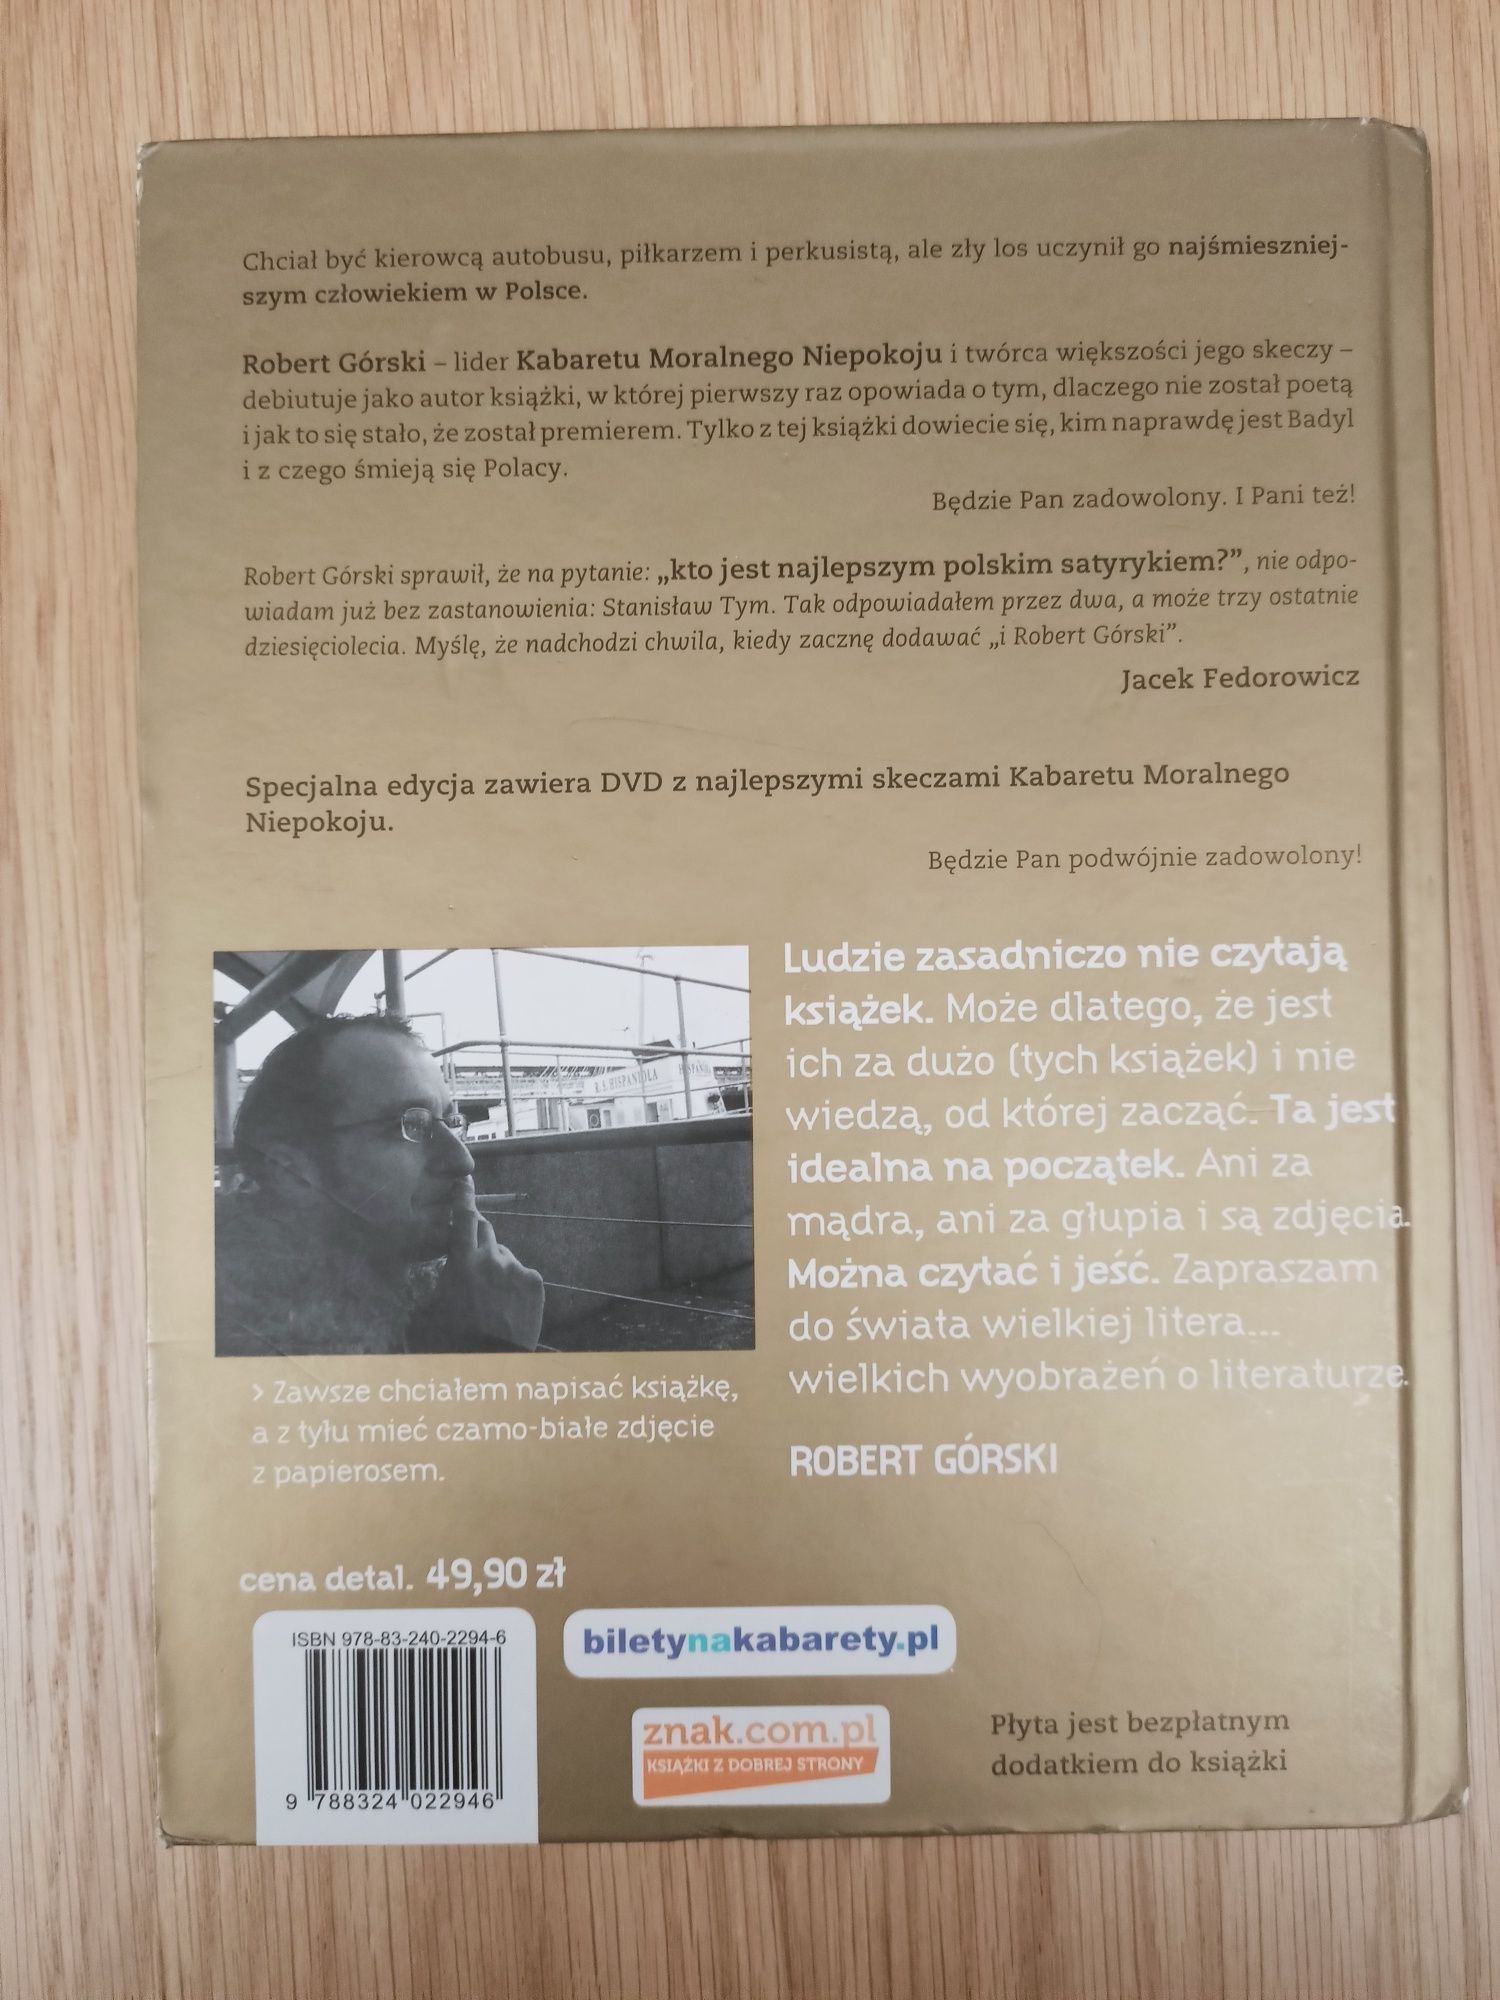 Chciał być kierowcą autobusu, piłkarzem i perkusistą, ale zły los uczynił go najśmieszniej-
szym człowiekiem w Polsce.
Robert Górski – lider Kabaretu Moralnego Niepokoju i twórca większości jego skeczy –
debiutuje jako autor książki, w której pierwszy raz opowiada o tym, dlaczego nie został poetą
i jak to się stało, że został premierem. Tylko z tej książki dowiecie się, kim naprawdę jest Badyl
i z czego śmieją się Polacy.
Będzie Pan zadowolony. I Pani też!
Robert Górski sprawił, że na pytanie: „kto jest najlepszym polskim satyrykiem?”, nie odpo-
wiadam już bez zastanowienia: Stanisław Tym. Tak odpowiadałem przez dwa, a może trzy ostatnie
dziesięciolecia. Myślę, że nadchodzi chwila, kiedy zacznę dodawać „i Robert Górski”.
Jacek Fedorowicz
Specjalna edycja zawiera DVD z najlepszymi skeczami Kabaretu Moralnego
Niepokoju.
Będzie Pan podwójnie zadowolony!
R.S. HISPANIOLA
Ludzie zasadniczo nie czytają
książek. Może dlatego, że jest
ich za dużo (tych książek) i nie
wiedzą, od której zacząć. Ta jest
idealna na początek. Ani za
mądra, ani za głupia i są zdjęcia.
Można czytać i jeść. Zapraszam
do świata wielkiej litera...
wielkich wyobrażeń o literaturze.
ROBERT GÓRSKI
> Zawsze chciałem napisać książkę,
a z tyłu mieć czarno-białe zdjęcie
z papierosem.
cena detal. 49,90 zł
ISBN 978-83-240-2294-6
9 788324 022946
biletynakabarety.pl
znak.com.pl
KSIĄŻKI Z DOBREJ STRONY
Płyta jest bezpłatnym
dodatkiem do książki